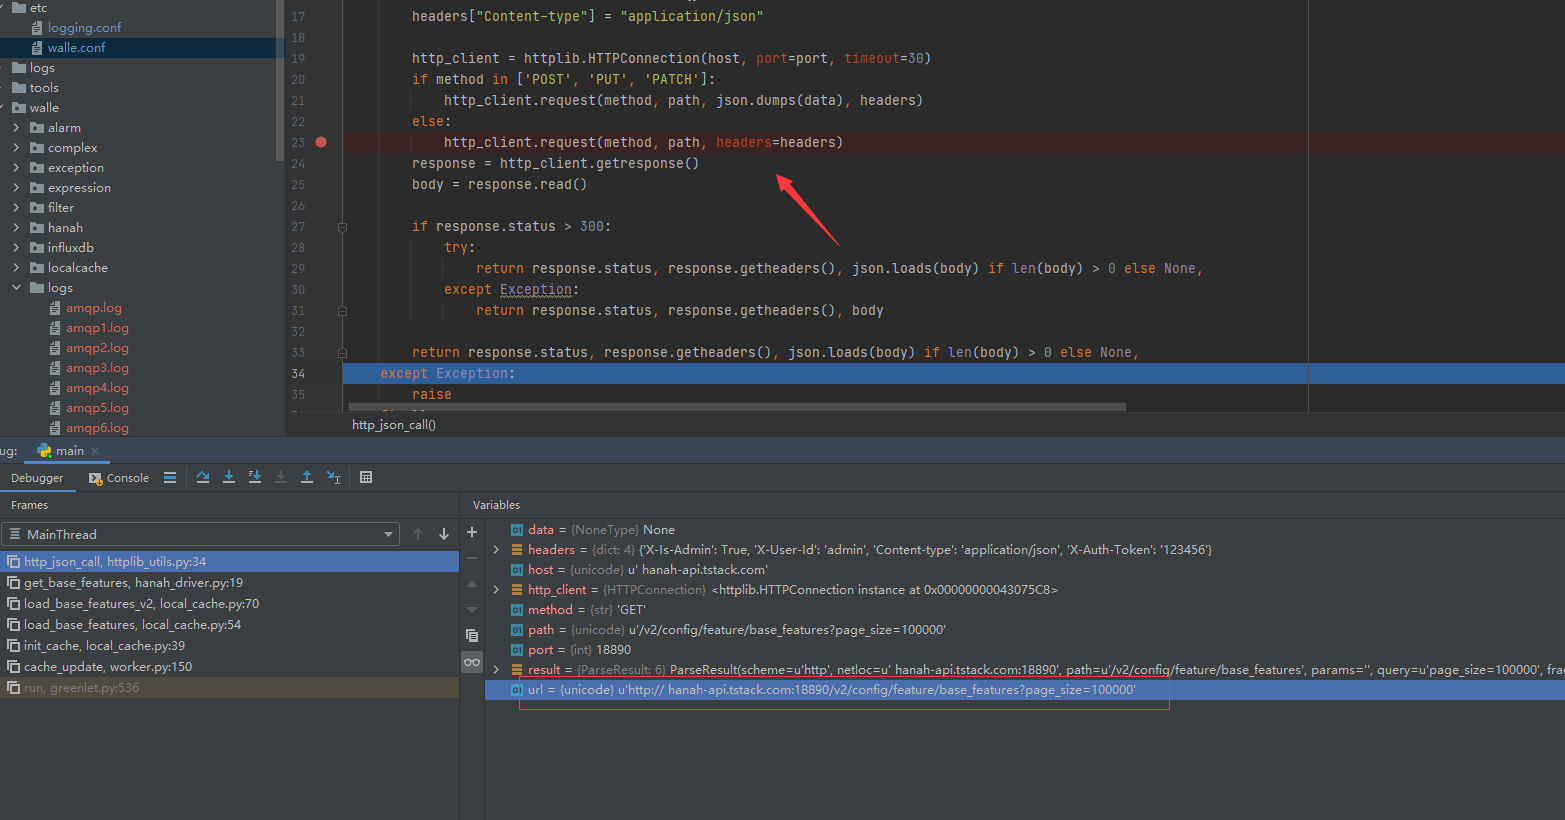 etc
logging.conf
walle.conf
logs
tools
walle
alarm
complex
exception
expression
filter
hanah
influxdb
localcache
logs
amqp.log
amqp1.log
amqp2.log
amqp3.log
amqp4.log
amqp5.log
amqp6.log
17 headers["Content-type"] = "application/json"
18
19 http_client = httplib.HTTPConnection(host, port=port, timeout=30)
20 if method in ['POST', 'PUT', 'PATCH']:
21 http_client.request(method, path, json.dumps(data), headers)
22 else:
23 http_client.request(method, path, headers=headers)
24 response = http_client.getresponse()
25 body = response.read()
26
27 if response.status > 300:
28 try:
29 return response.status, response.getheaders(), json.loads(body) if len(body) > 0 else None,
30 except Exception:
31 return response.status, response.getheaders(), body
32
33 return response.status, response.getheaders(), json.loads(body) if len(body) > 0 else None,
34 except Exception:
35 raise
http_json_call()
ug: main
Debugger Console
Frames
MainThread
http_json_call, httplib_utils.py:34
get_base_features, hanah_driver.py:19
load_base_features_v2, local_cache.py:70
load_base_features, local_cache.py:54
init_cache, local_cache.py:39
cache_update, worker.py:150
run, greenlet.py:536
Variables
data = {NoneType} None
headers = {dict: 4} {'X-Is-Admin': True, 'X-User-Id': 'admin', 'Content-type': 'application/json', 'X-Auth-Token': '123456'}
host = {unicode} u' hanah-api.tstack.com'
http_client = {HTTPConnection} <httplib.HTTPConnection instance at 0x00000000043075C8>
method = {str} 'GET'
path = {unicode} u'/v2/config/feature/base_features?page_size=100000'
port = {int} 18890
result = {ParseResult: 6} ParseResult(scheme=u'http', netloc=u' hanah-api.tstack.com:18890', path=u'/v2/config/feature/base_features', params='', query=u'page_size=100000', frag
url = {unicode} u'http:// hanah-api.tstack.com:18890/v2/config/feature/base_features?page_size=100000'